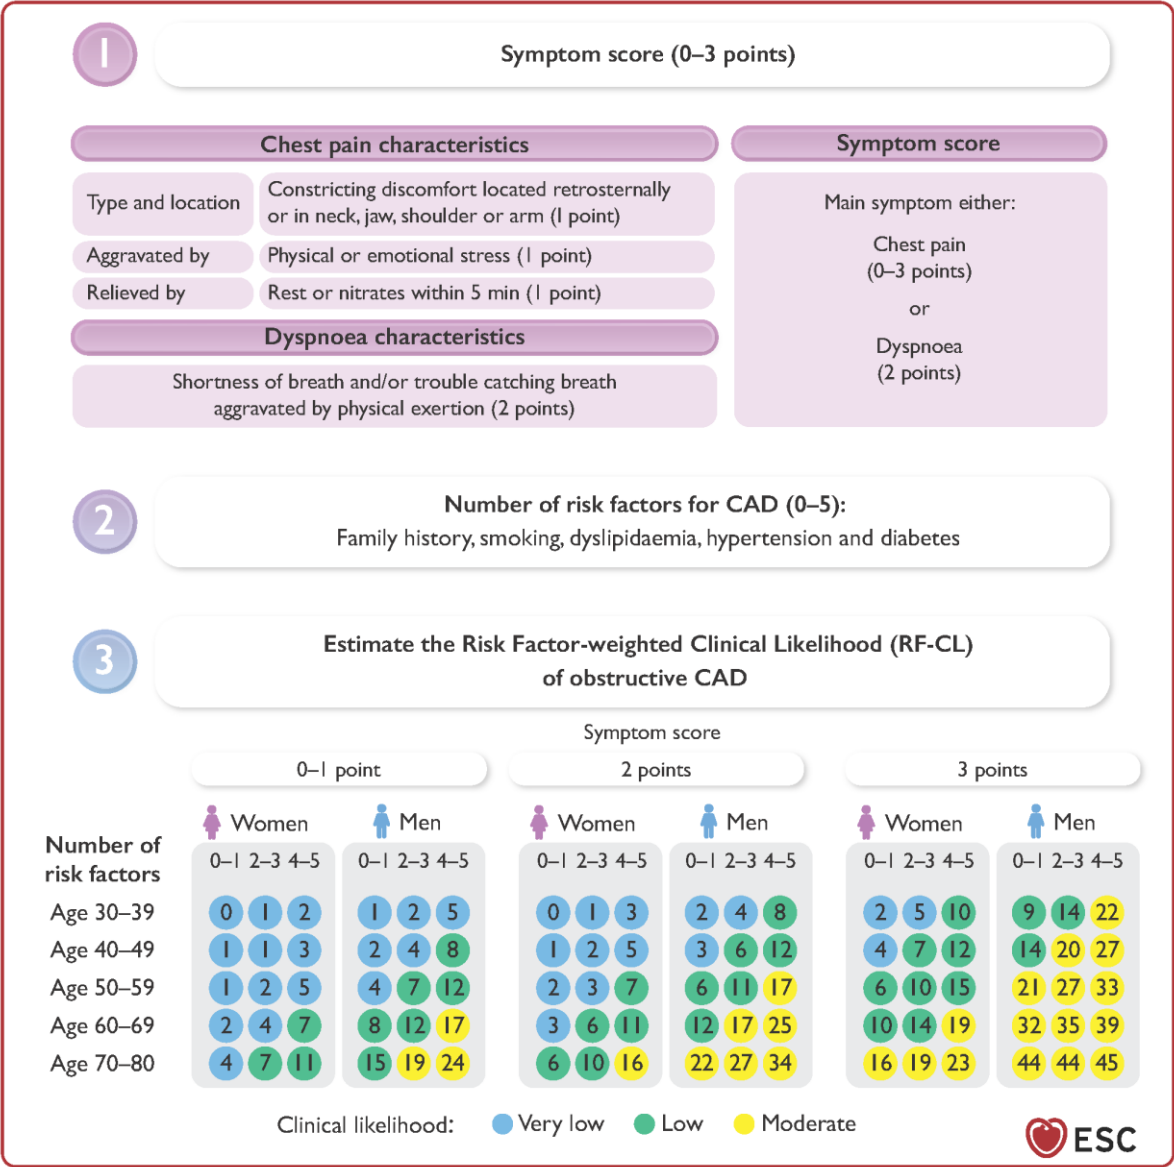 1
Symptom score (0–3 points)
Chest pain characteristics
Symptom score
Type and location
Constricting discomfort located retrosternally
or in neck, jaw, shoulder or arm (1 point)
Aggravated by
Physical or emotional stress (1 point)
Relieved by
Rest or nitrates within 5 min (1 point)
Dyspnoea characteristics
Shortness of breath and/or trouble catching breath
aggravated by physical exertion (2 points)
Main symptom either:
Chest pain
(0–3 points)
or
Dyspnoea
(2 points)
2
Number of risk factors for CAD (0–5):
Family history, smoking, dyslipidaemia, hypertension and diabetes
3
Estimate the Risk Factor-weighted Clinical Likelihood (RF-CL)
of obstructive CAD
Symptom score
0–1 point 2 points 3 points
Women Men Women Men Women Men
Number of
risk factors
0–1 2–3 4–5 0–1 2–3 4–5 0–1 2–3 4–5 0–1 2–3 4–5 0–1 2–3 4–5 0–1 2–3 4–5
Age 30–39 0 1 2 1 2 5 0 1 3 2 4 8 2 5 10 9 14 22
Age 40–49 1 1 3 2 4 8 1 2 5 3 6 12 4 7 12 14 20 27
Age 50–59 1 2 5 4 7 12 2 3 7 6 11 17 6 10 15 21 27 33
Age 60–69 2 4 7 8 12 17 3 6 11 12 17 25 10 14 19 32 35 39
Age 70–80 4 7 11 15 19 24 6 10 16 22 27 34 16 19 23 44 44 45
Clinical likelihood: Very low Low Moderate
ESC